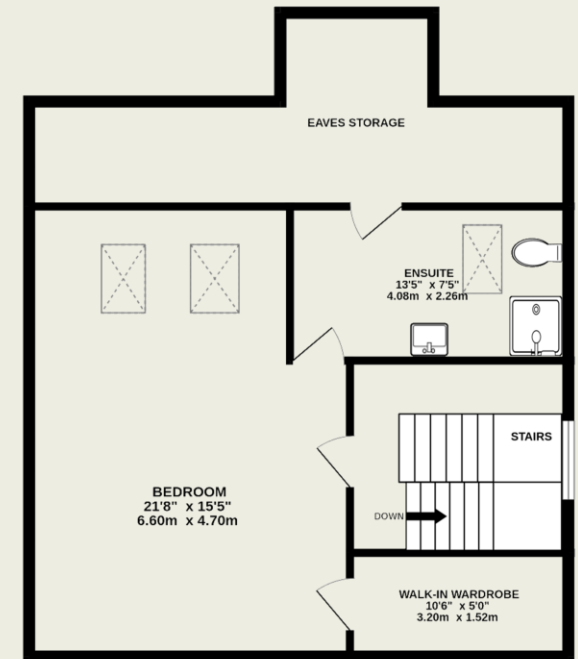 EAVES STORAGE
ENSUITE
13'5" x 7'5"
4.08m x 2.26m
STAIRS
BEDROOM
21'8" x 15'5"
6.60m x 4.70m
DOWN
WALK-IN WARDROBE
10'6" x 5'0"
3.20m x 1.52m